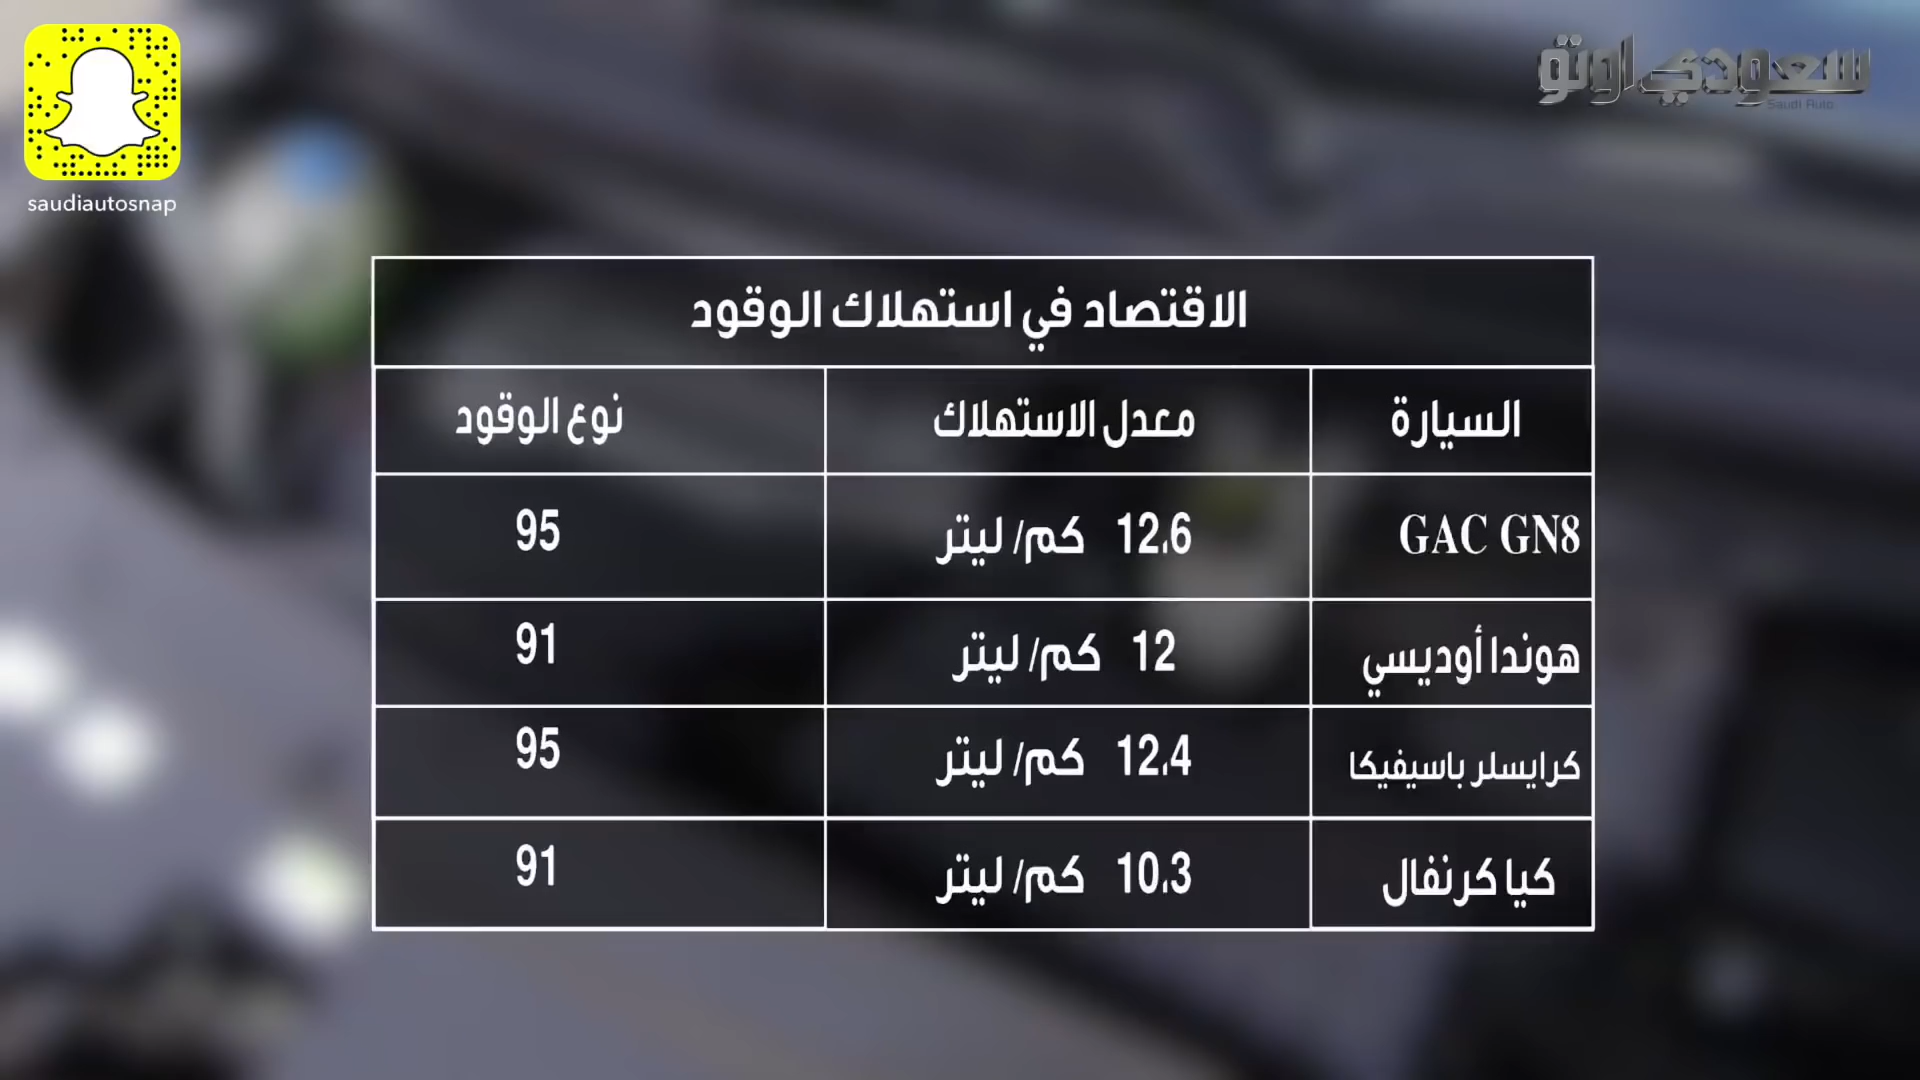 سعودي اوتو
Saudi Auto
saudiautosnap
الاقتصاد في استهلاك الوقود
السيارة معدل الاستهلاك نوع الوقود
GAC GN8 12،6 كم/ ليتر 95
هوندا أوديسي 12 كم/ ليتر 91
كرايسلر باسيفيكا 12،4 كم/ ليتر 95
كيا كرنفال 10،3 كم/ ليتر 91